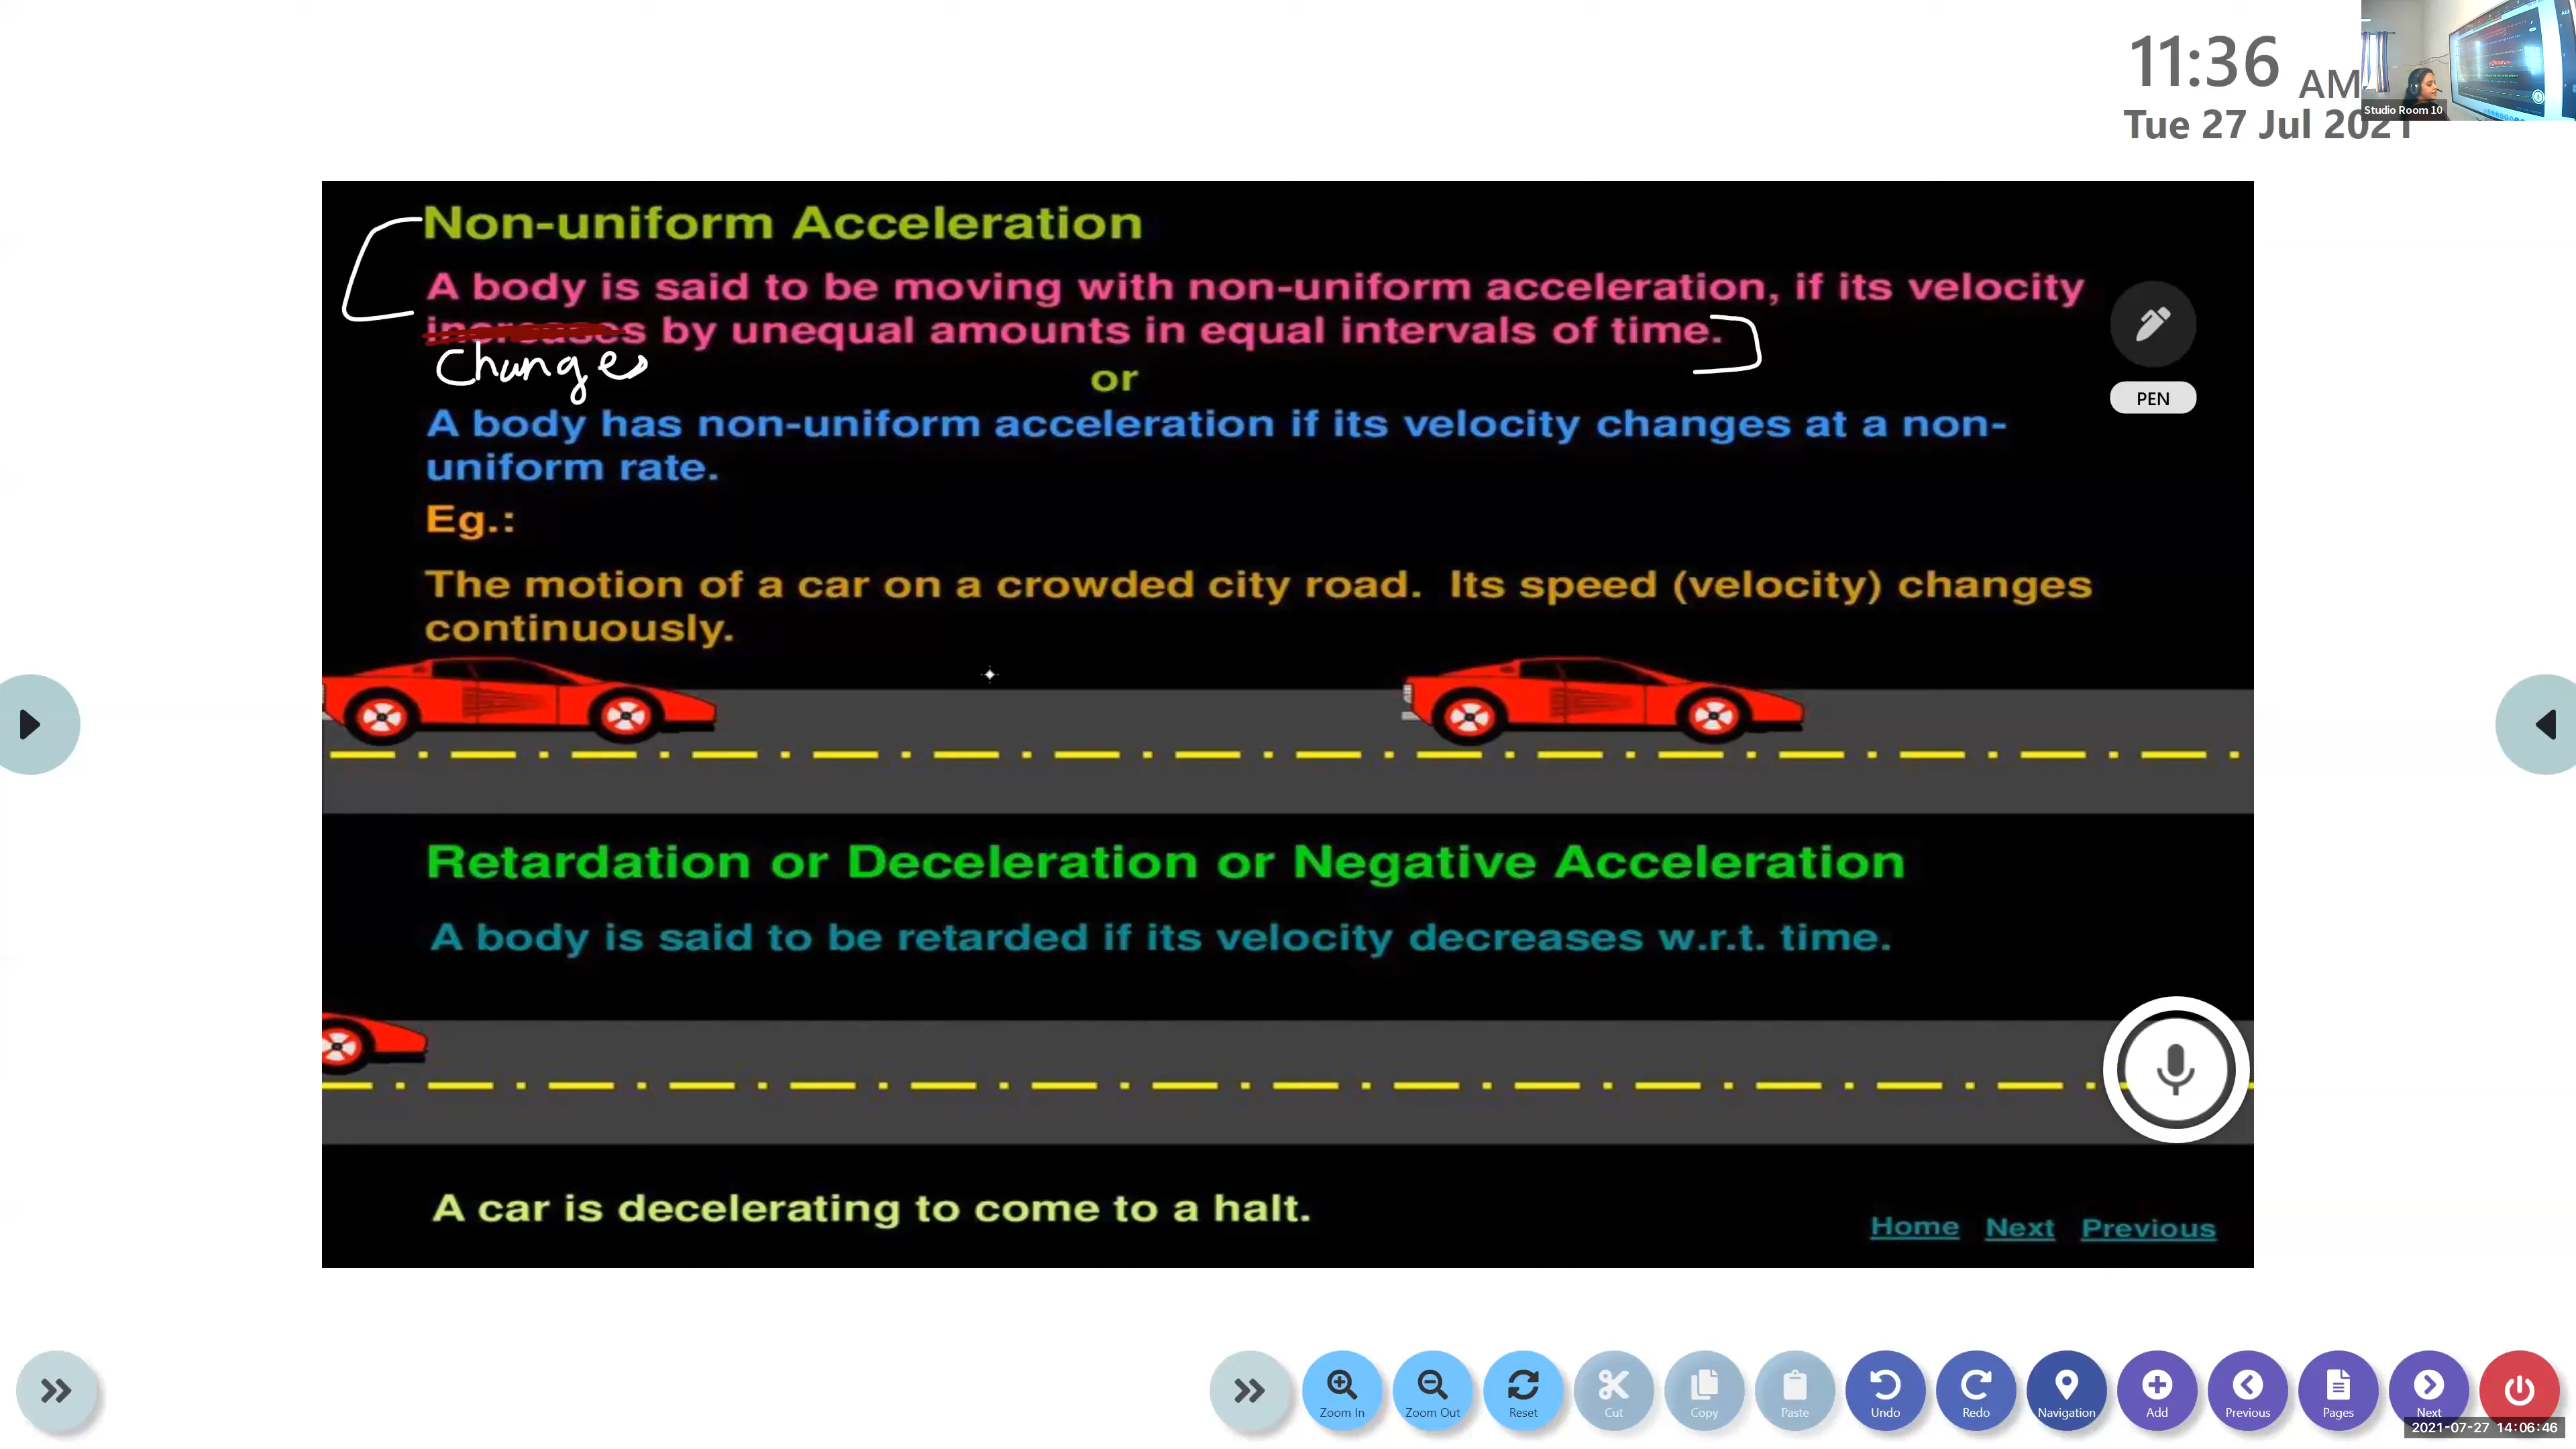 11:36 AM
Tue 27 Jul 2021
Studio Room 10
Non-uniform Acceleration
A body is said to be moving with non-uniform acceleration, if its velocity
increases by unequal amounts in equal intervals of time.
Changes
or
A body has non-uniform acceleration if its velocity changes at a non-
uniform rate.
PEN
Eg.:
The motion of a car on a crowded city road. Its speed (velocity) changes
continuously.
Retardation or Deceleration or Negative Acceleration
A body is said to be retarded if its velocity decreases w.r.t. time.
A car is decelerating to come to a halt.
Home Next Previous
Zoom In Zoom Out Reset Cut Copy Paste Undo Redo Navigation Add Previous Pages Next
2021-07-27 14:06:46